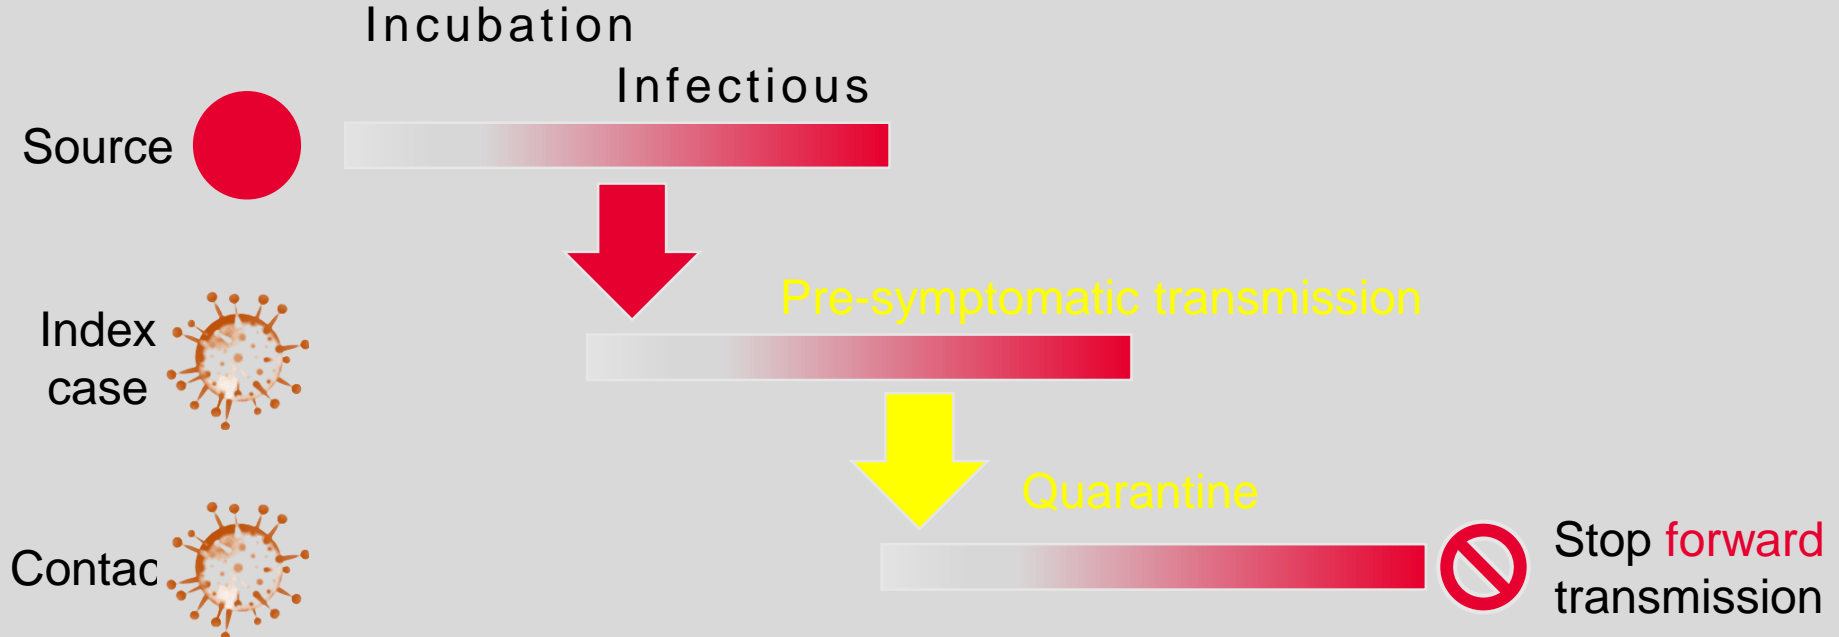 Incubation
Infectious
Source
Pre-symptomatic transmission
Index
case
Quarantine
Contac
Stop forward
transmission